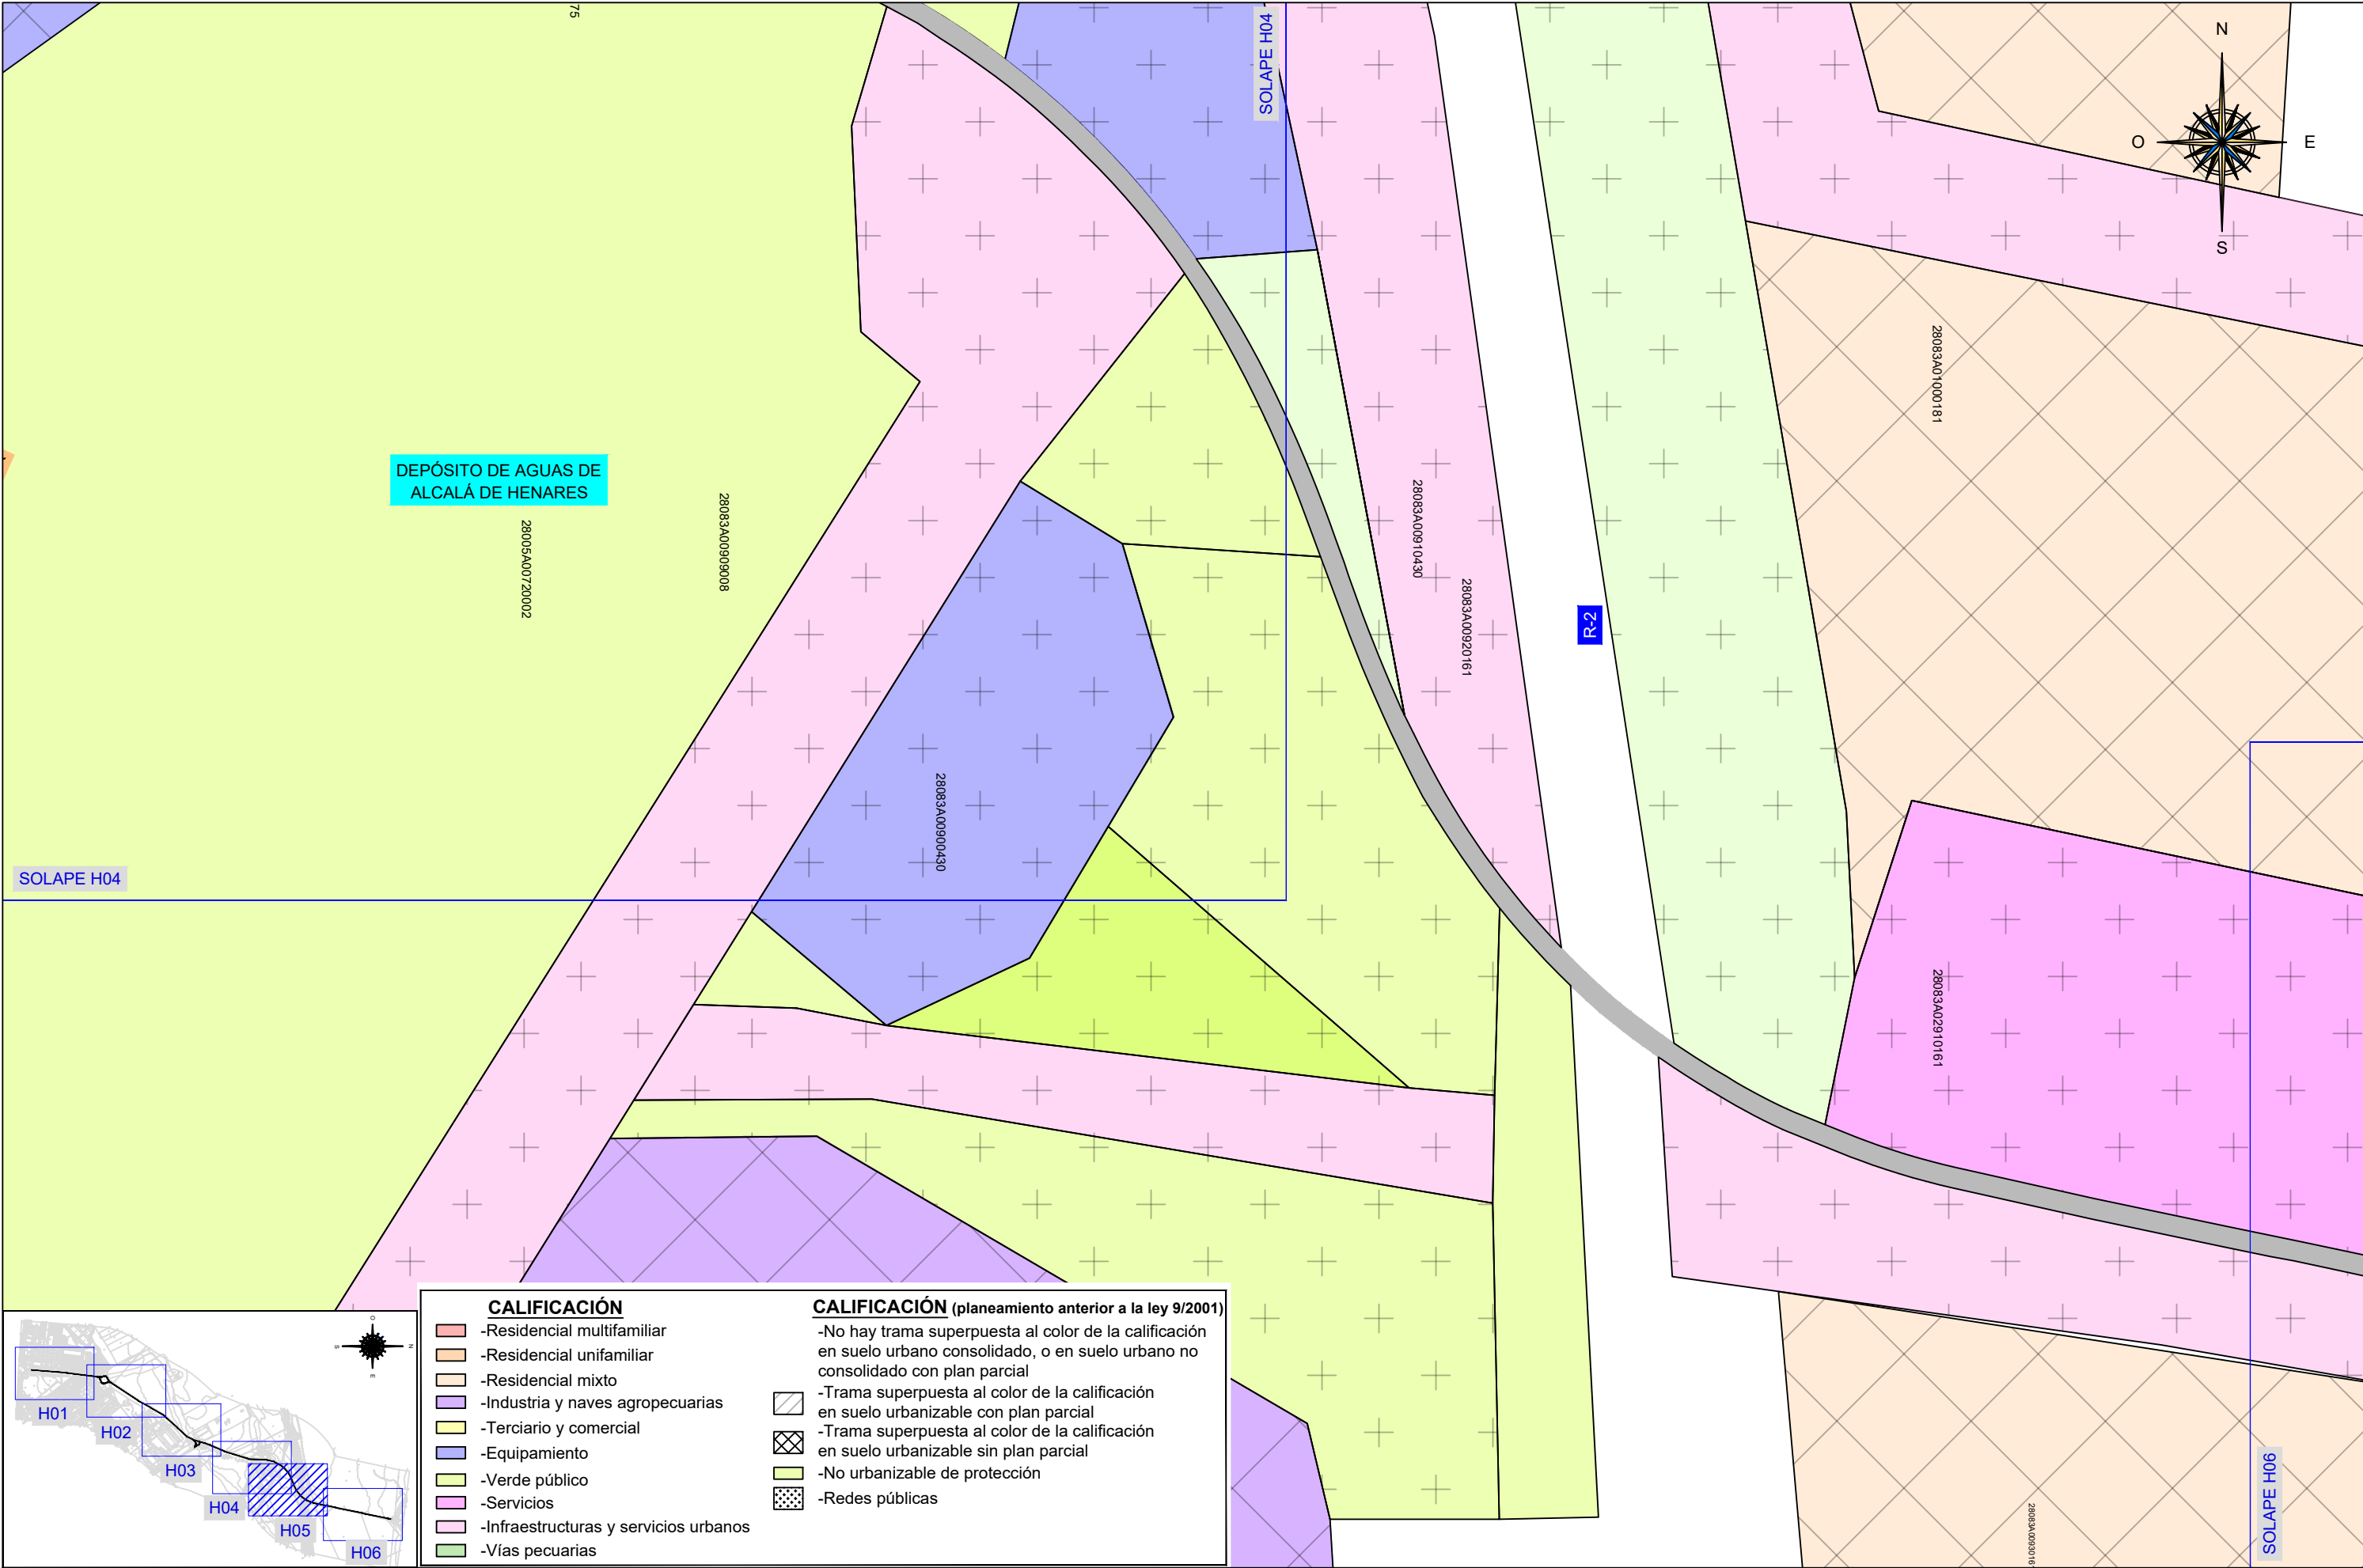 75
SOLAPE H04
N
O
E
S
28083A01000181
DEPÓSITO DE AGUAS DE
ALCALÁ DE HENARES
28005A00720002
28083A00909008
28083A00910430
28083A00920161
R-2
28083A00900430
SOLAPE H04
28083A02910161
SOLAPE H06
CALIFICACIÓN
-Residencial multifamiliar
-Residencial unifamiliar
-Residencial mixto
-Industria y naves agropecuarias
-Terciario y comercial
-Equipamiento
-Verde público
-Servicios
-Infraestructuras y servicios urbanos
-Vías pecuarias
CALIFICACIÓN (planeamiento anterior a la ley 9/2001)
-No hay trama superpuesta al color de la calificación
en suelo urbano consolidado, o en suelo urbano no
consolidado con plan parcial
-Trama superpuesta al color de la calificación
en suelo urbanizable con plan parcial
-Trama superpuesta al color de la calificación
en suelo urbanizable sin plan parcial
-No urbanizable de protección
-Redes públicas
O
S
N
E
H01
H02
H03
H04
H05
H06